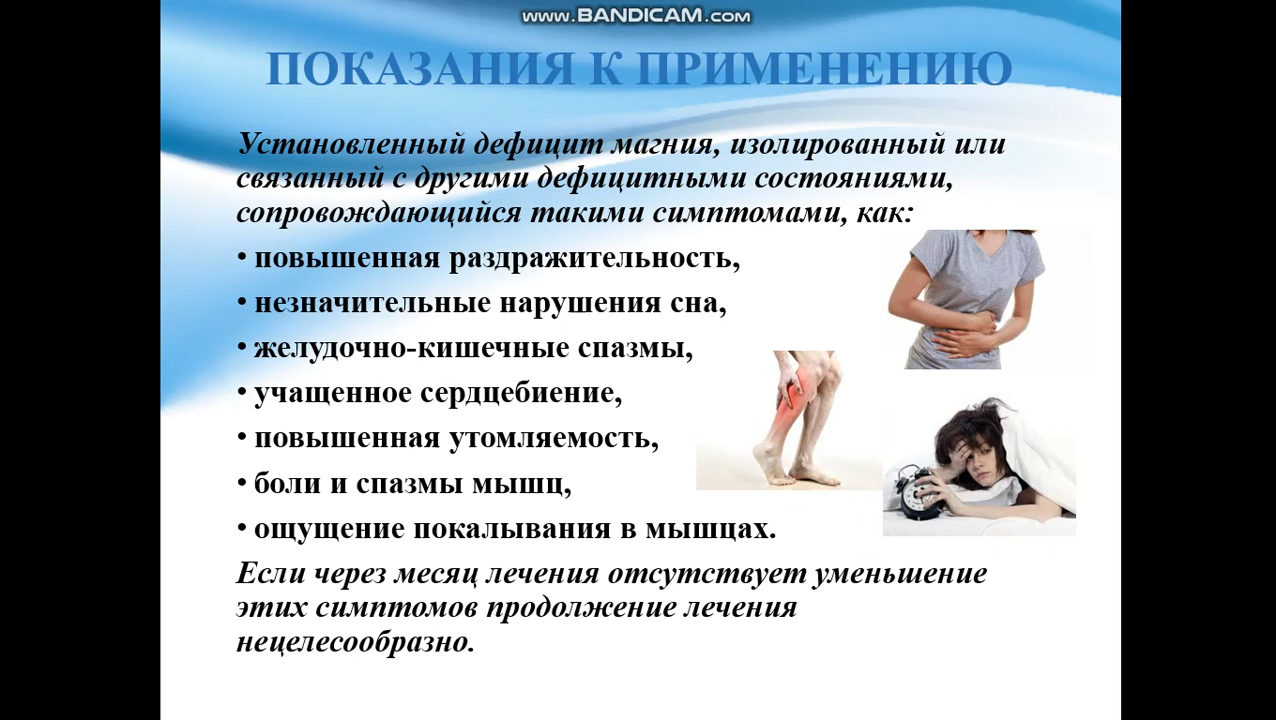 www.BANDICAM.com
ПОКАЗАНИЯ К ПРИМЕНЕНИЮ
Установленный дефицит магния, изолированный или
связанный с другими дефицитными состояниями,
сопровождающийся такими симптомами, как:
• повышенная раздражительность,
• незначительные нарушения сна,
• желудочно-кишечные спазмы,
• учащенное сердцебиение,
• повышенная утомляемость,
• боли и спазмы мышц,
• ощущение покалывания в мышцах.
Если через месяц лечения отсутствует уменьшение
этих симптомов продолжение лечения
нецелесообразно.